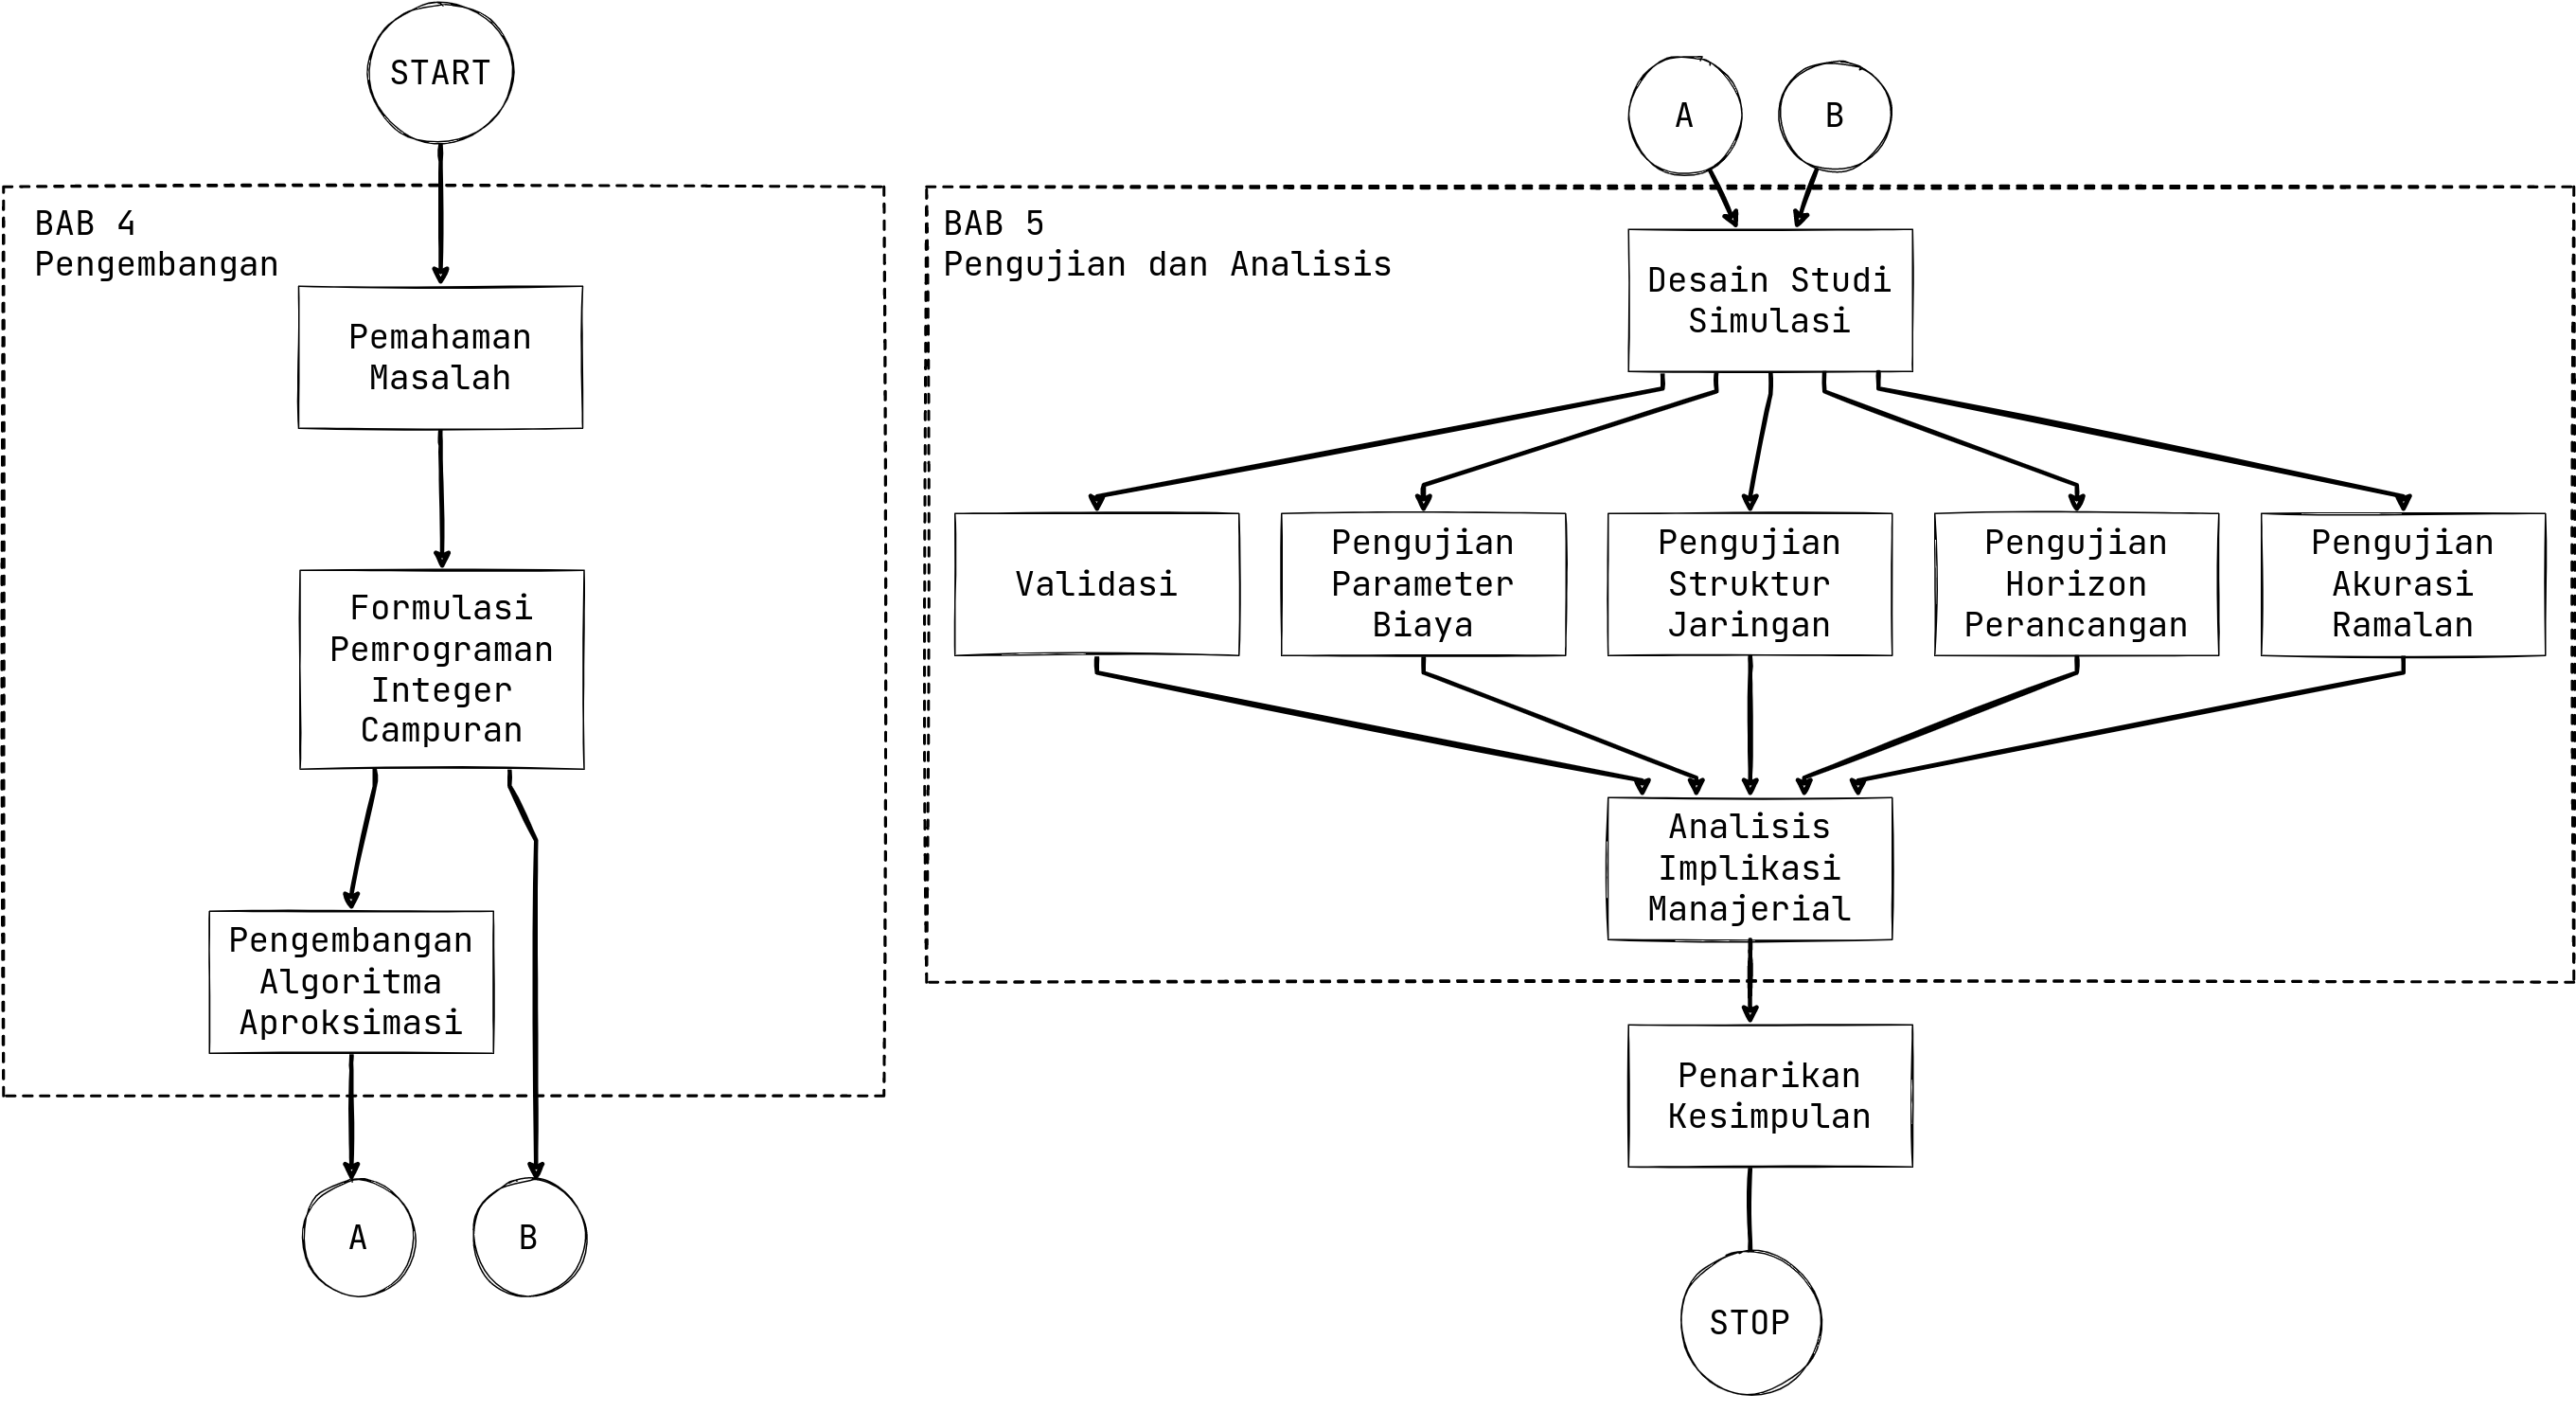 START
BAB 4
Pengembangan
Pemahaman
Masalah
Formulasi
Pemrograman
Integer
Campuran
Pengembangan
Algoritma
Aproksimasi
A
B
A
B
BAB 5
Pengujian dan Analisis
Desain Studi
Simulasi
Validasi
Pengujian
Parameter
Biaya
Pengujian
Struktur
Jaringan
Pengujian
Horizon
Perancangan
Pengujian
Akurasi
Ramalan
Analisis
Implikasi
Manajerial
Penarikan
Kesimpulan
STOP